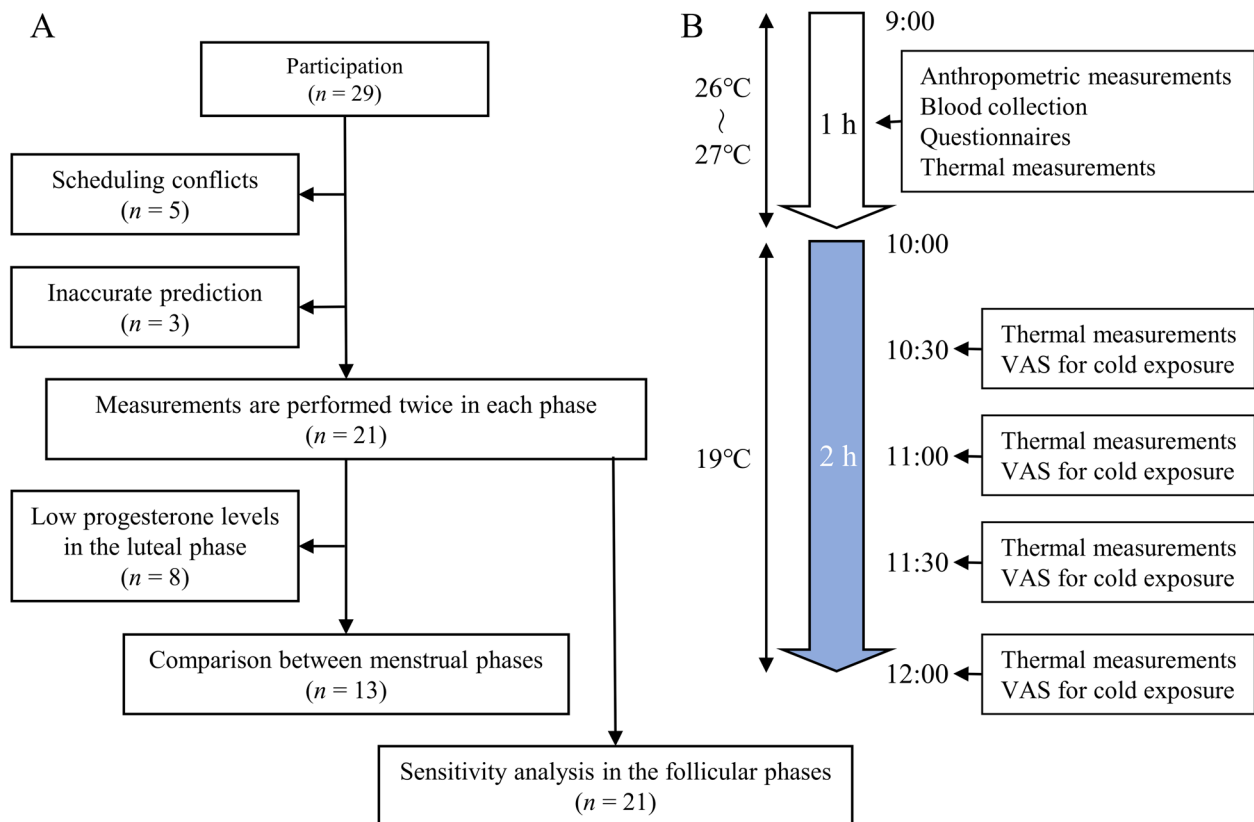 A
Participation
(n = 29)
Scheduling conflicts
(n = 5)
Inaccurate prediction
(n = 3)
Measurements are performed twice in each phase
(n = 21)
Low progesterone levels
in the luteal phase
(n = 8)
Comparison between menstrual phases
(n = 13)
Sensitivity analysis in the follicular phases
(n = 21)
B
9:00
26℃
~
27℃
1 h
Anthropometric measurements
Blood collection
Questionnaires
Thermal measurements
10:00
19℃
2 h
10:30
Thermal measurements
VAS for cold exposure
11:00
Thermal measurements
VAS for cold exposure
11:30
Thermal measurements
VAS for cold exposure
12:00
Thermal measurements
VAS for cold exposure